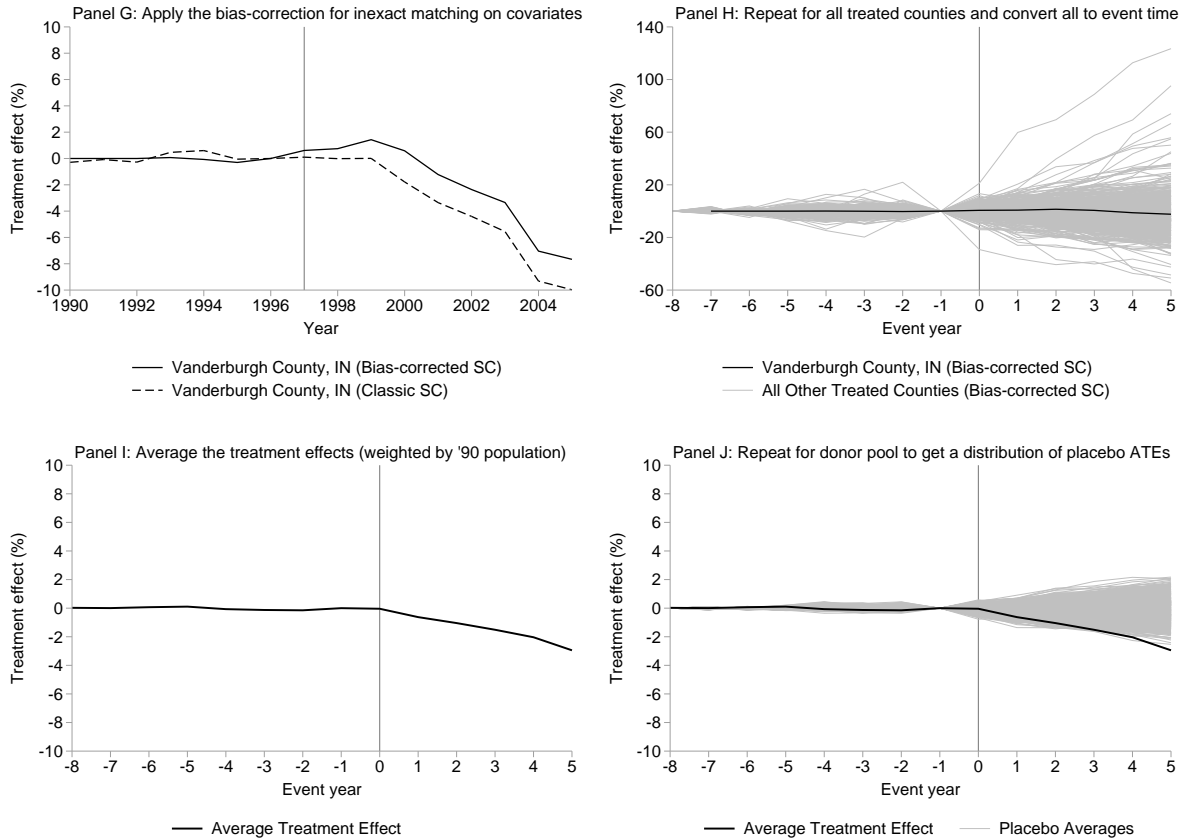 Panel G: Apply the bias-correction for inexact matching on covariates
10
8
6
4
2
0
-2
-4
-6
-8
-10
Treatment effect (%)
1990 1992 1994 1996 1998 2000 2002 2004
Year
Vanderburgh County, IN (Bias-corrected SC)
Vanderburgh County, IN (Classic SC)
Panel H: Repeat for all treated counties and convert all to event time
140
100
60
20
-20
-60
Treatment effect (%)
-8 -7 -6 -5 -4 -3 -2 -1 0 1 2 3 4 5
Event year
Vanderburgh County, IN (Bias-corrected SC)
All Other Treated Counties (Bias-corrected SC)
Panel I: Average the treatment effects (weighted by '90 population)
10
8
6
4
2
0
-2
-4
-6
-8
-10
Treatment effect (%)
-8 -7 -6 -5 -4 -3 -2 -1 0 1 2 3 4 5
Event year
Average Treatment Effect
Panel J: Repeat for donor pool to get a distribution of placebo ATEs
10
8
6
4
2
0
-2
-4
-6
-8
-10
Treatment effect (%)
-8 -7 -6 -5 -4 -3 -2 -1 0 1 2 3 4 5
Event year
Average Treatment Effect Placebo Averages